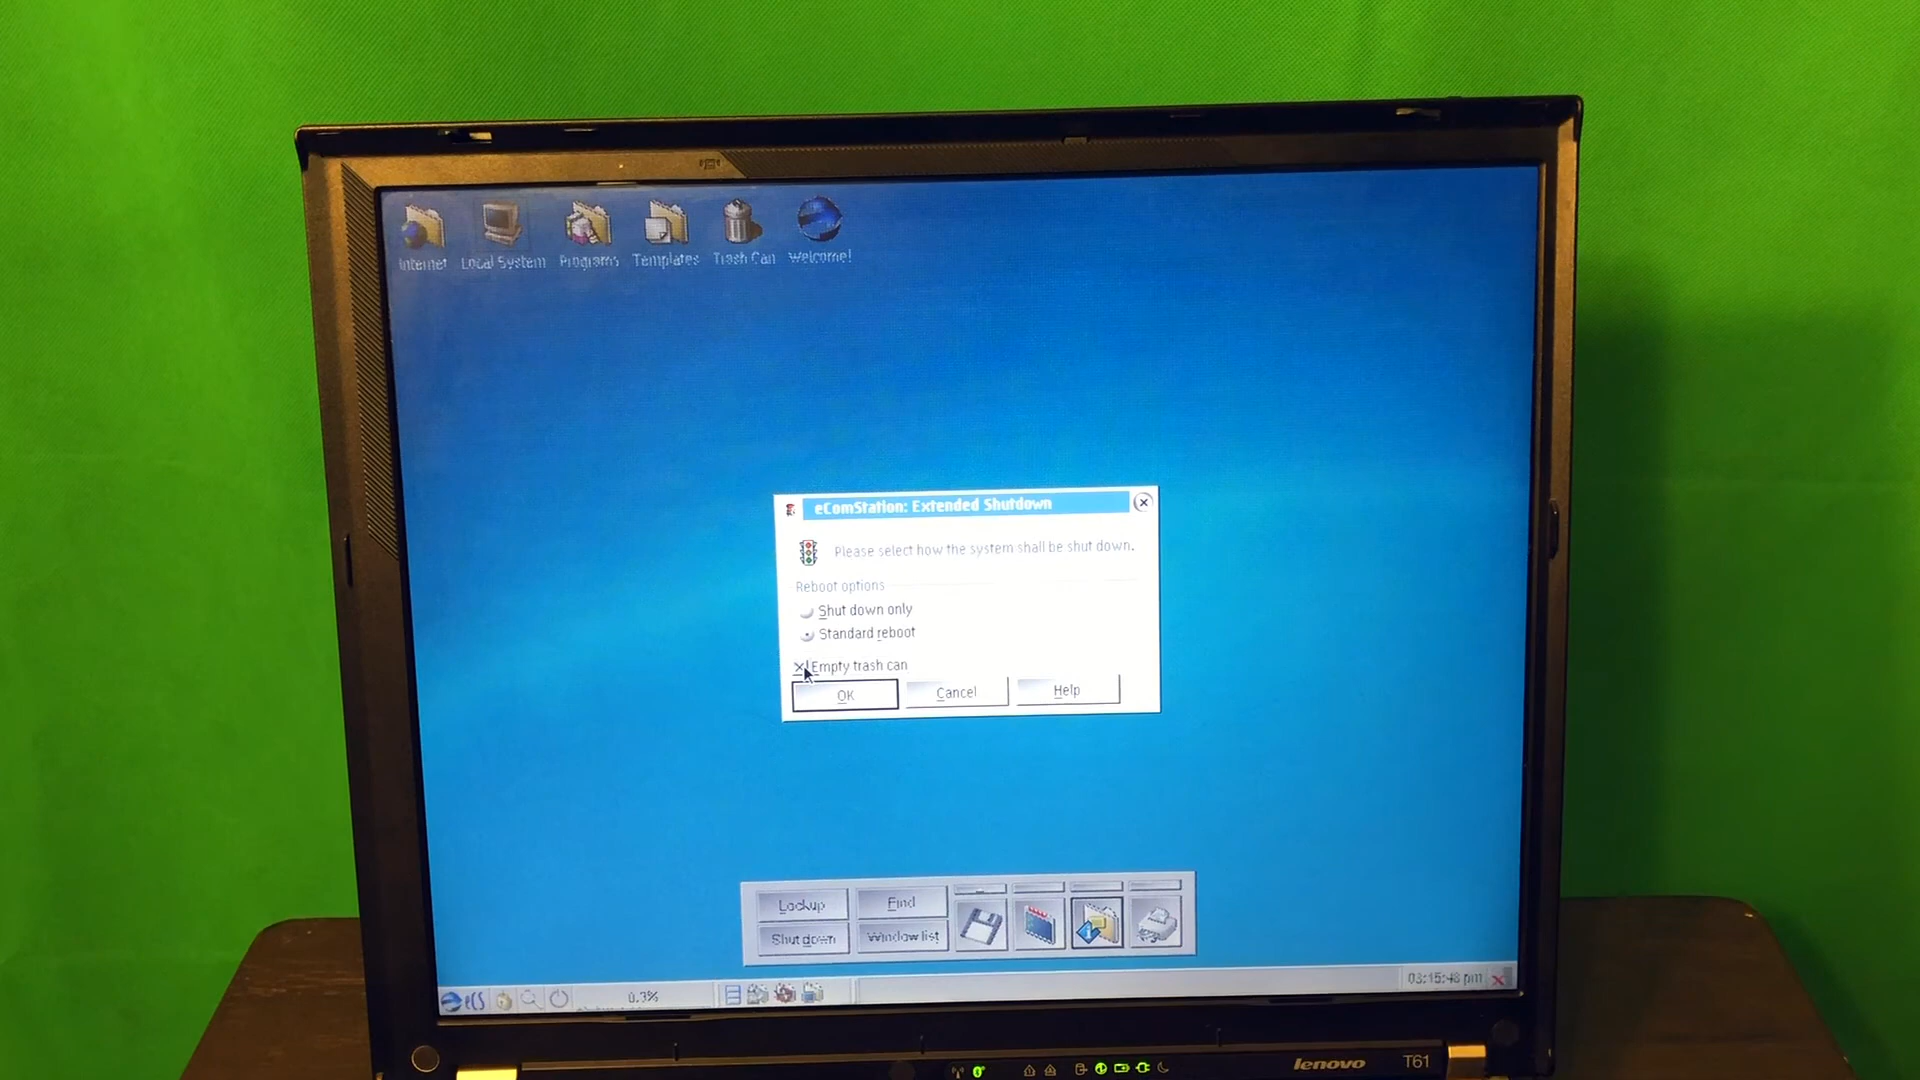 Internet
Local System
Programs
Templates
Trash Can
Welcome!
eComStation: Extended Shutdown
Please select how the system shall be shut down.
Reboot options
Shut down only
Standard reboot
Empty trash can
OK
Cancel
Help
Lockup
Find
Shut down
Window list
eCS
0.3%
03:15:48 pm
lenovo
T61